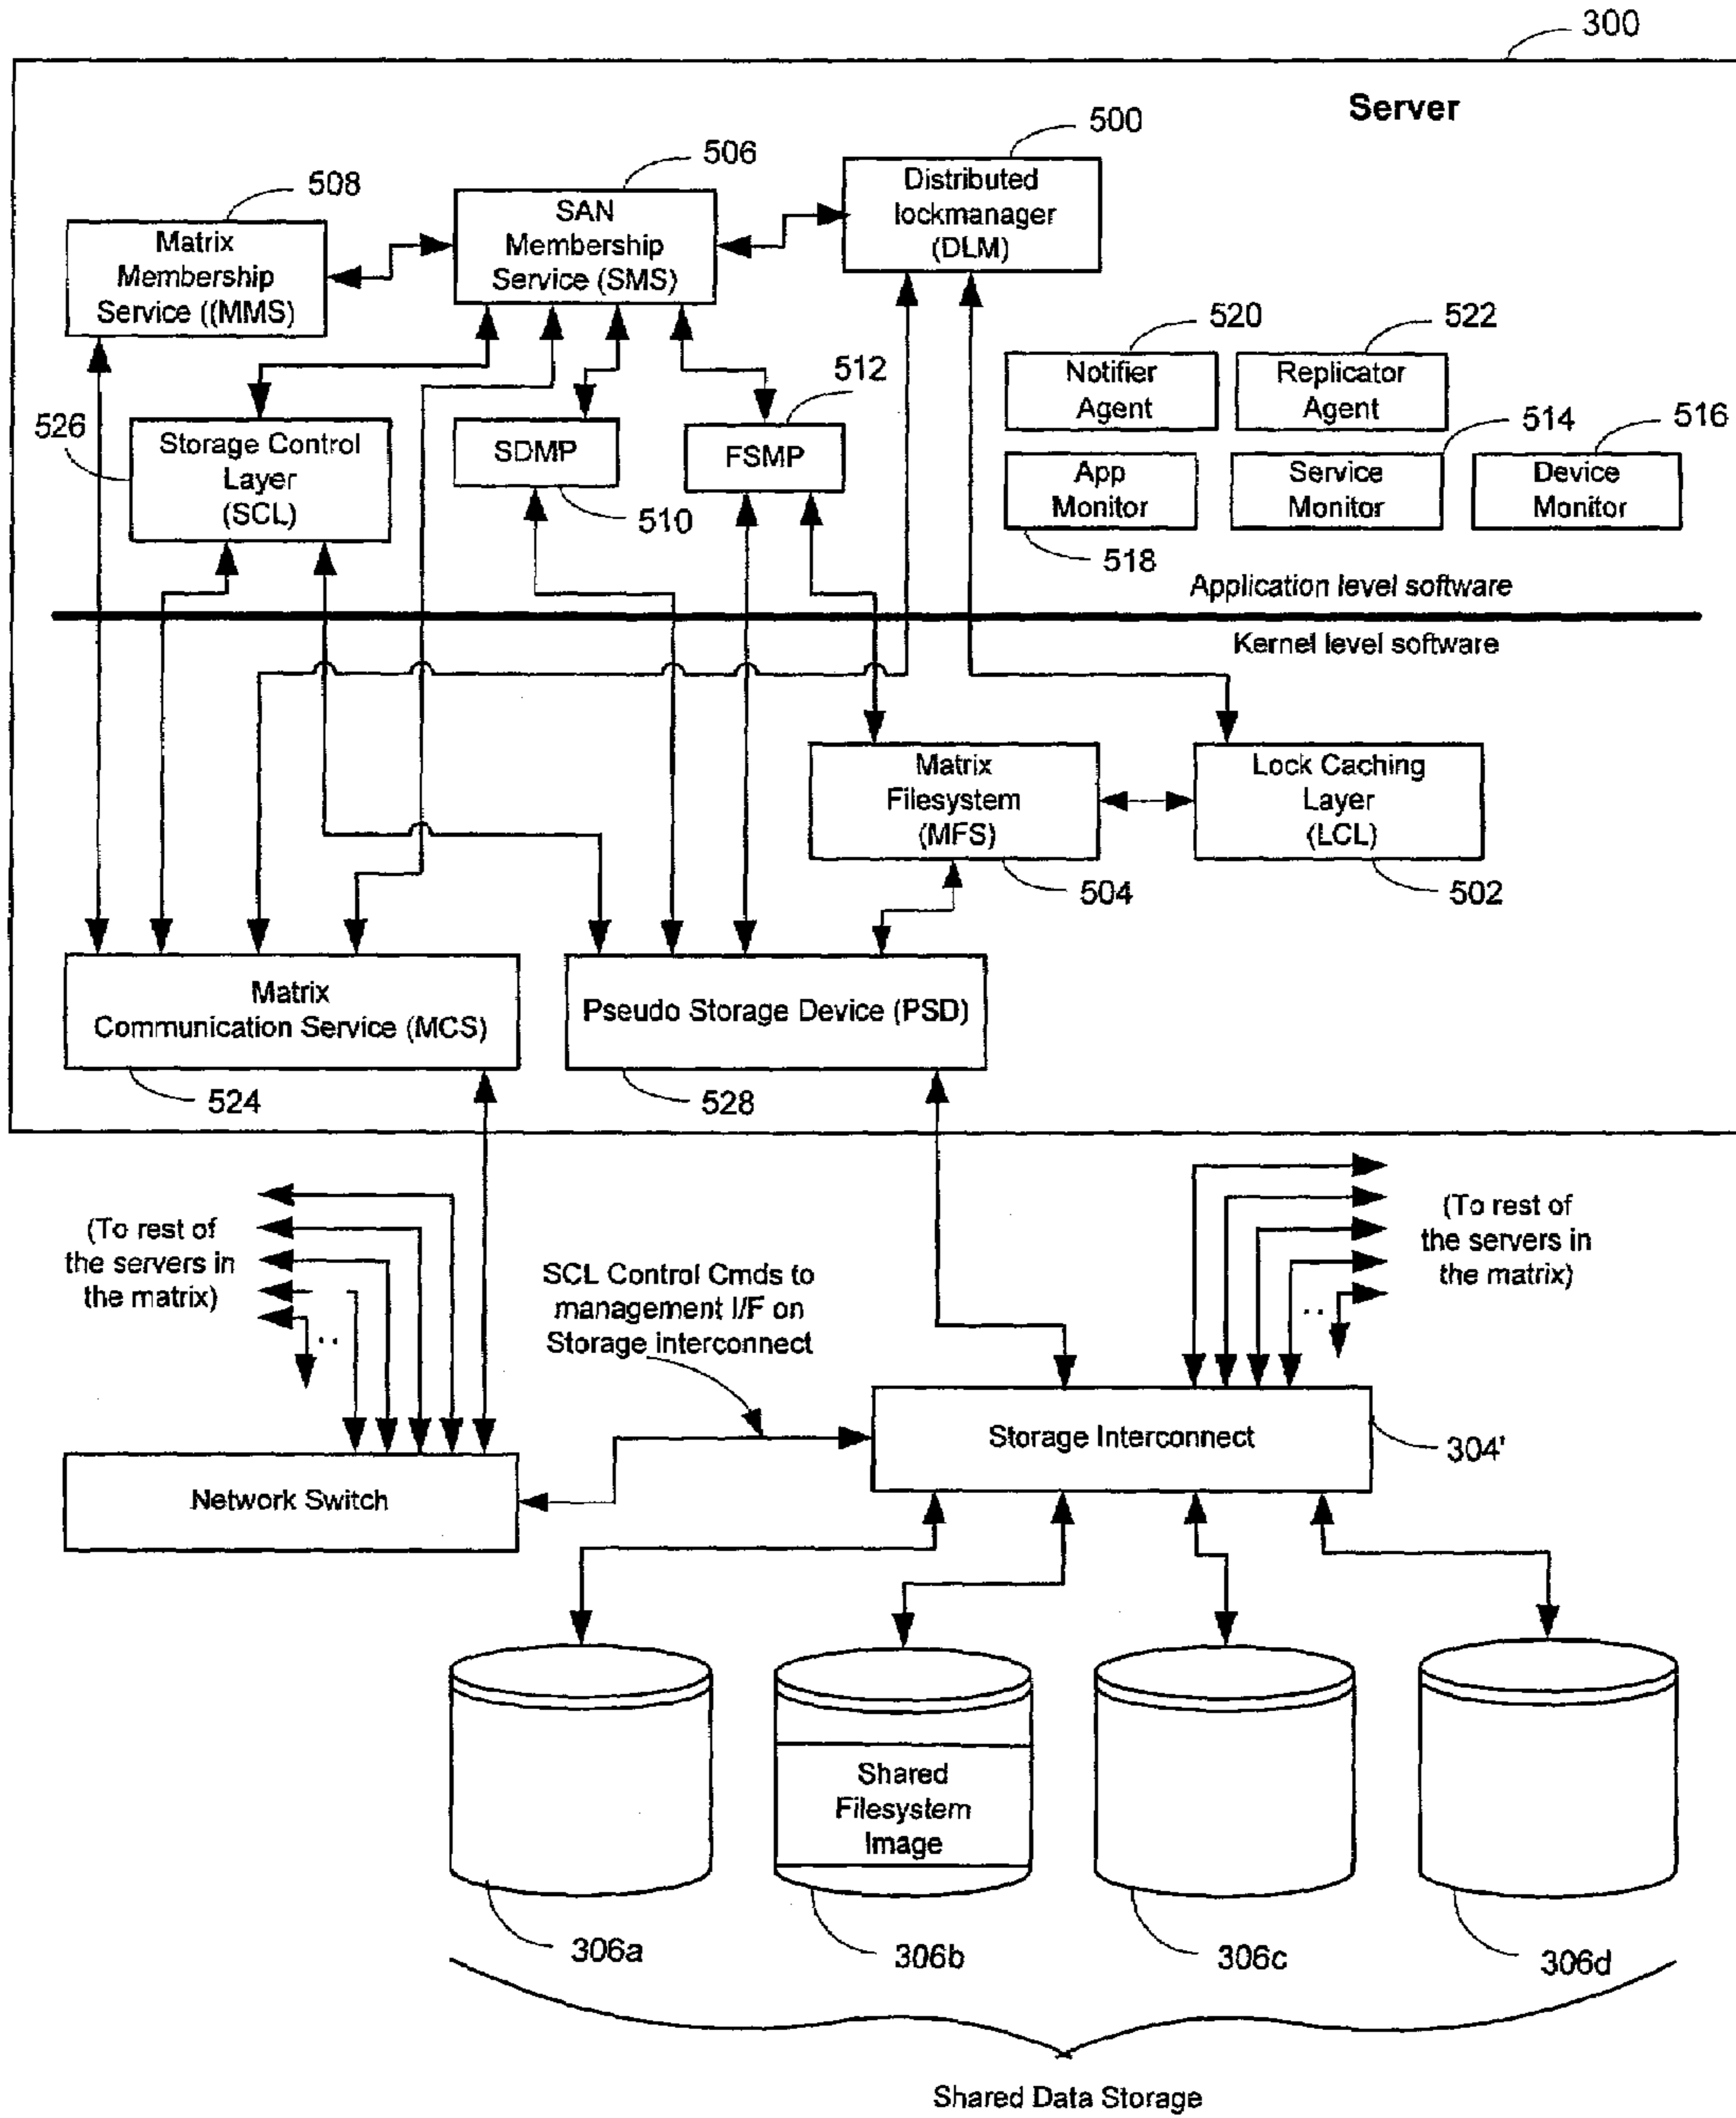 300
Server
500
506
508
Distributed
lockmanager
(DLM)
SAN
Membership
Service (SMS)
Matrix
Membership
Service ((MMS)
520
522
Notifier
Agent
Replicator
Agent
512
526
Storage Control
Layer
(SCL)
SDMP
FSMP
514
516
App
Monitor
Service
Monitor
Device
Monitor
510
518
Application level software
Kernel level software
Matrix
Filesystem
(MFS)
Lock Caching
Layer
(LCL)
504
502
Matrix
Communication Service (MCS)
Pseudo Storage Device (PSD)
524
528
(To rest of
the servers in
the matrix)
(To rest of
the servers in
the matrix)
SCL Control Cmds to
management I/F on
Storage interconnect
Storage Interconnect
304'
Network Switch
Shared
Filesystem
Image
306a
306b
306c
306d
Shared Data Storage